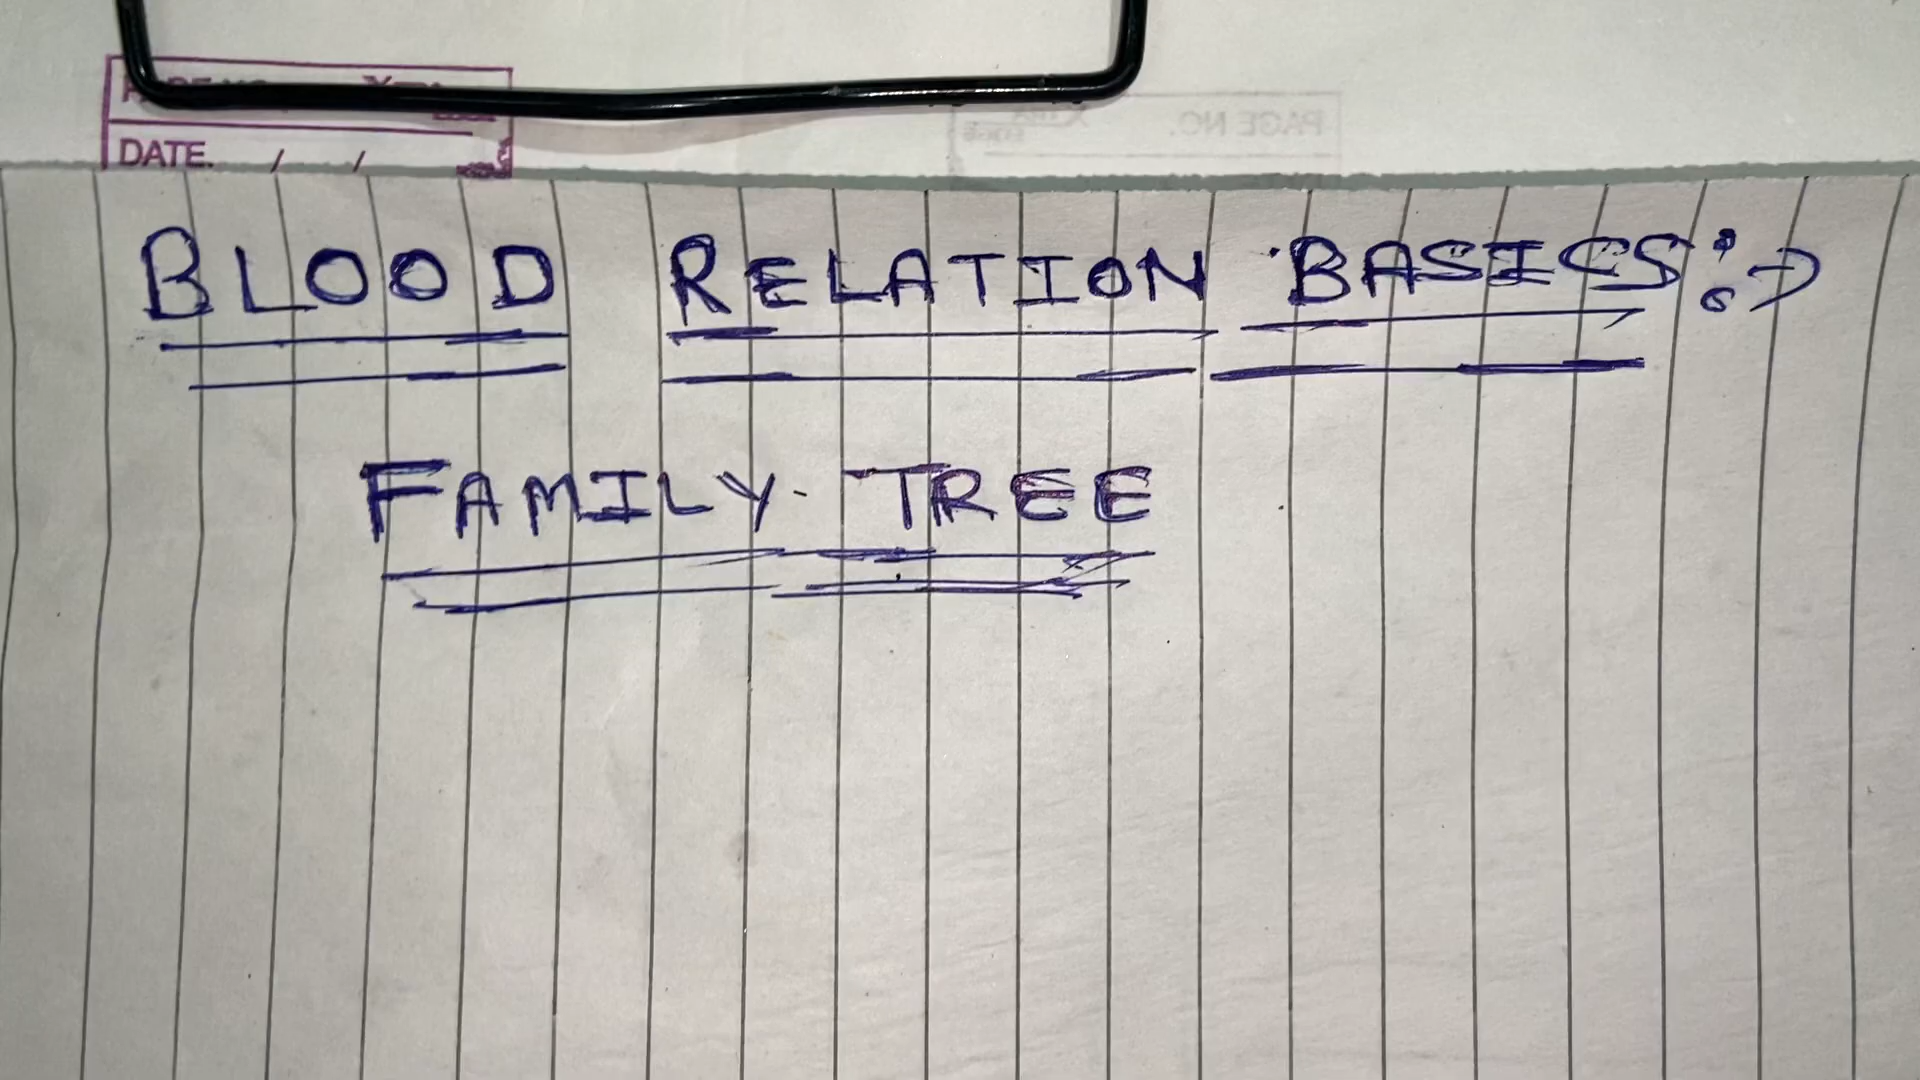 DATE. / /
PAGE NO.
BLOOD RELATION BASICS :->
FAMILY TREE